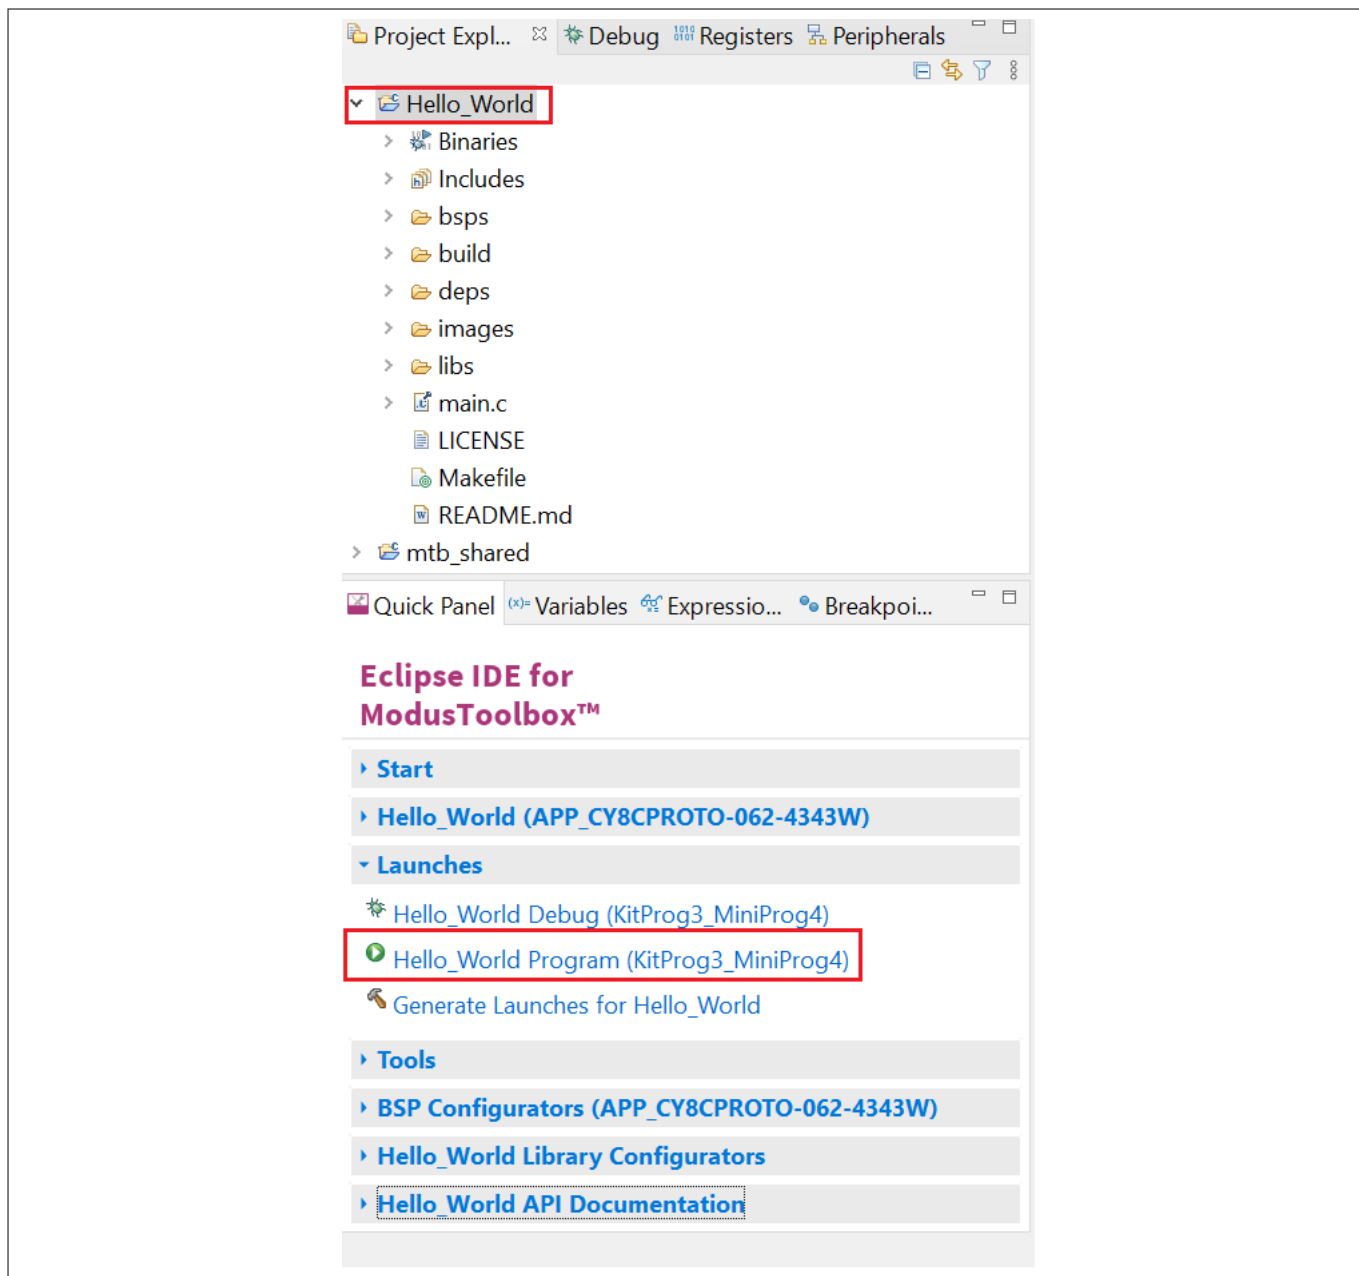 Project Expl... Debug Registers Peripherals
Hello_World
Binaries
Includes
bsps
build
deps
images
libs
main.c
LICENSE
Makefile
README.md
mtb_shared
Quick Panel (x)= Variables Expressio... Breakpoi...
Eclipse IDE for
ModusToolbox™
Start
Hello_World (APP_CY8CPROTO-062-4343W)
Launches
Hello_World Debug (KitProg3_MiniProg4)
Hello_World Program (KitProg3_MiniProg4)
Generate Launches for Hello_World
Tools
BSP Configurators (APP_CY8CPROTO-062-4343W)
Hello_World Library Configurators
Hello_World API Documentation